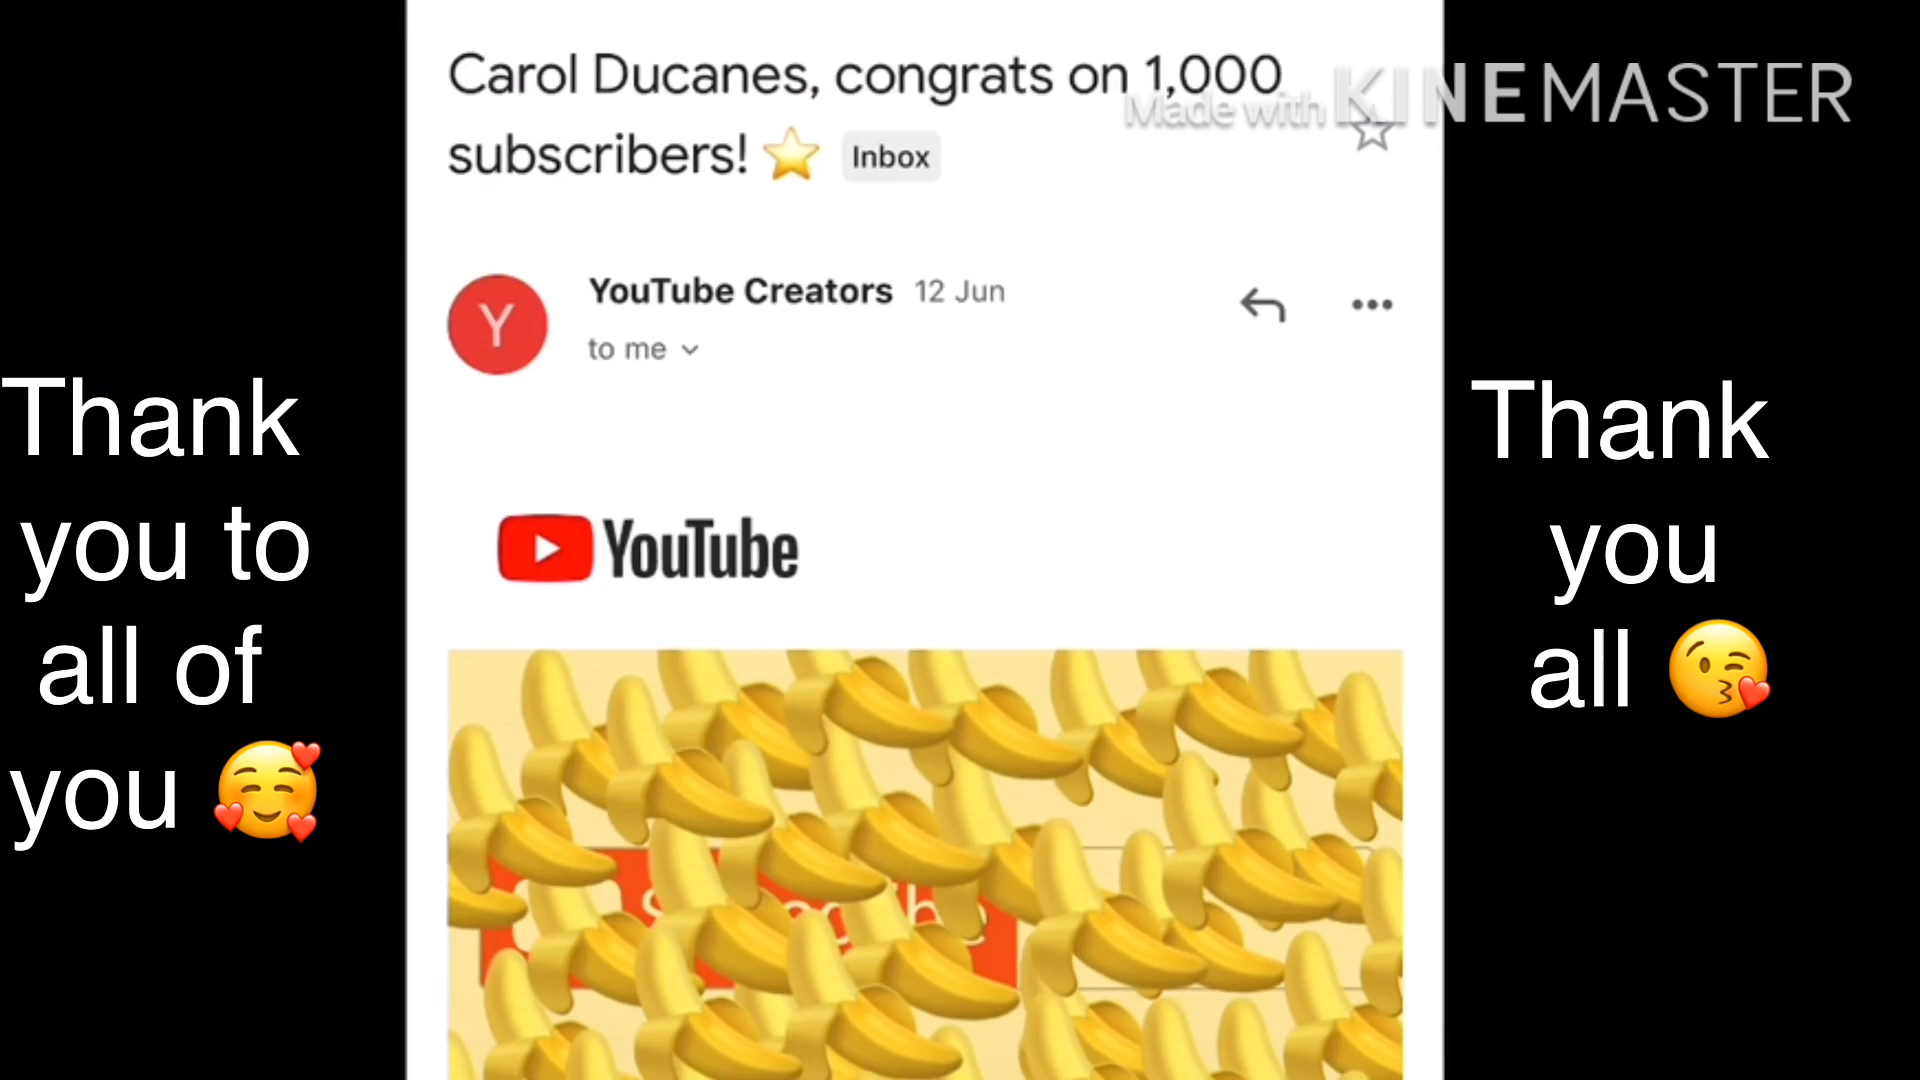 Carol Ducanes, congrats on 1,000
subscribers! ⭐ Inbox
Made with KINEMASTER
Y
YouTube Creators 12 Jun
to me
YouTube
Thank
you to
all of
you 🥰
Thank
you
all 😘